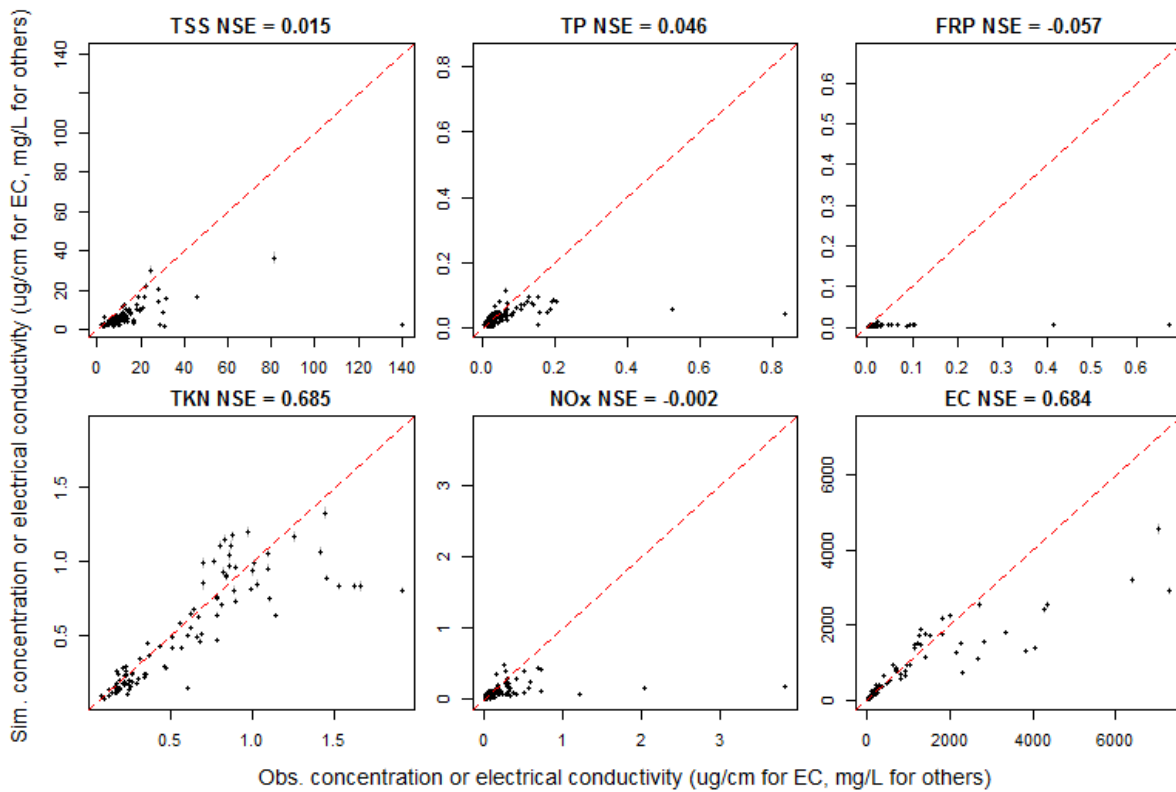 Sim. concentration or electrical conductivity (ug/cm for EC, mg/L for others)
TSS NSE = 0.015
TP NSE = 0.046
FRP NSE = -0.057
0 20 40 60 80 100 140
0 20 40 60 80 100 120 140
0.0 0.2 0.4 0.6 0.8
0.0 0.2 0.4 0.6 0.8
0.0 0.1 0.2 0.3 0.4 0.5 0.6
0.0 0.1 0.2 0.3 0.4 0.5 0.6
TKN NSE = 0.685
NOx NSE = -0.002
EC NSE = 0.684
0.5 1.0 1.5
0.5 1.0 1.5
0 1 2 3
0 1 2 3 4
0 2000 4000 6000
0 2000 4000 6000
Obs. concentration or electrical conductivity (ug/cm for EC, mg/L for others)